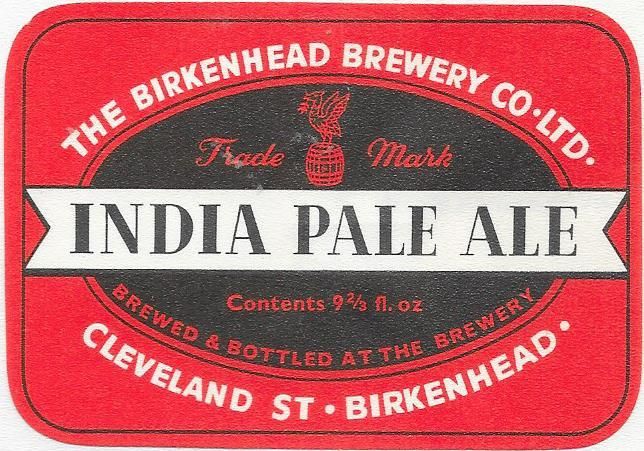 THE BIRKENHEAD BREWERY CO·LTD·
Trade Mark
INDIA PALE ALE
Contents 9⅔ fl. oz
BREWED & BOTTLED AT THE BREWERY
CLEVELAND ST · BIRKENHEAD·